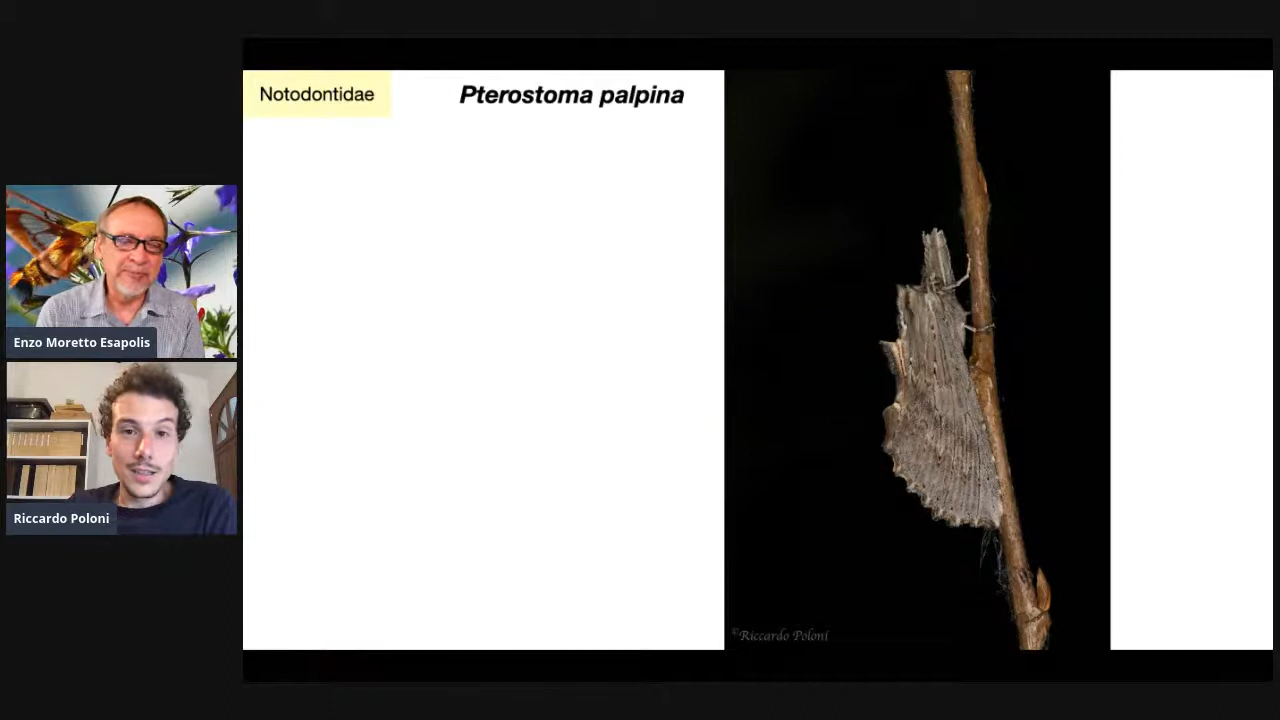 Notodontidae
Pterostoma palpina
Enzo Moretto Esapolis
Riccardo Poloni
©Riccardo Poloni